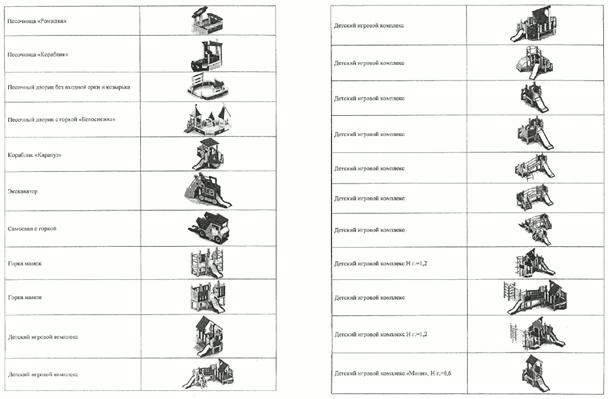 Песочница «Ромашка»
Песочница «Кораблик»
Песочный дворик без входной арки и козырька
Песочный дворик с горкой «Белоснежка»
Кораблик «Карапуз»
Экскаватор
Самосвал с горкой
Горка маяк
Горка маяк
Детский игровой комплекс
Детский игровой комплекс
Детский игровой комплекс
Детский игровой комплекс
Детский игровой комплекс
Детский игровой комплекс
Детский игровой комплекс
Детский игровой комплекс
Детский игровой комплекс
Детский игровой комплекс Н г.=1,2
Детский игровой комплекс
Детский игровой комплекс Н г.=1,2
Детский игровой комплекс «Мини», Н г.=0,6